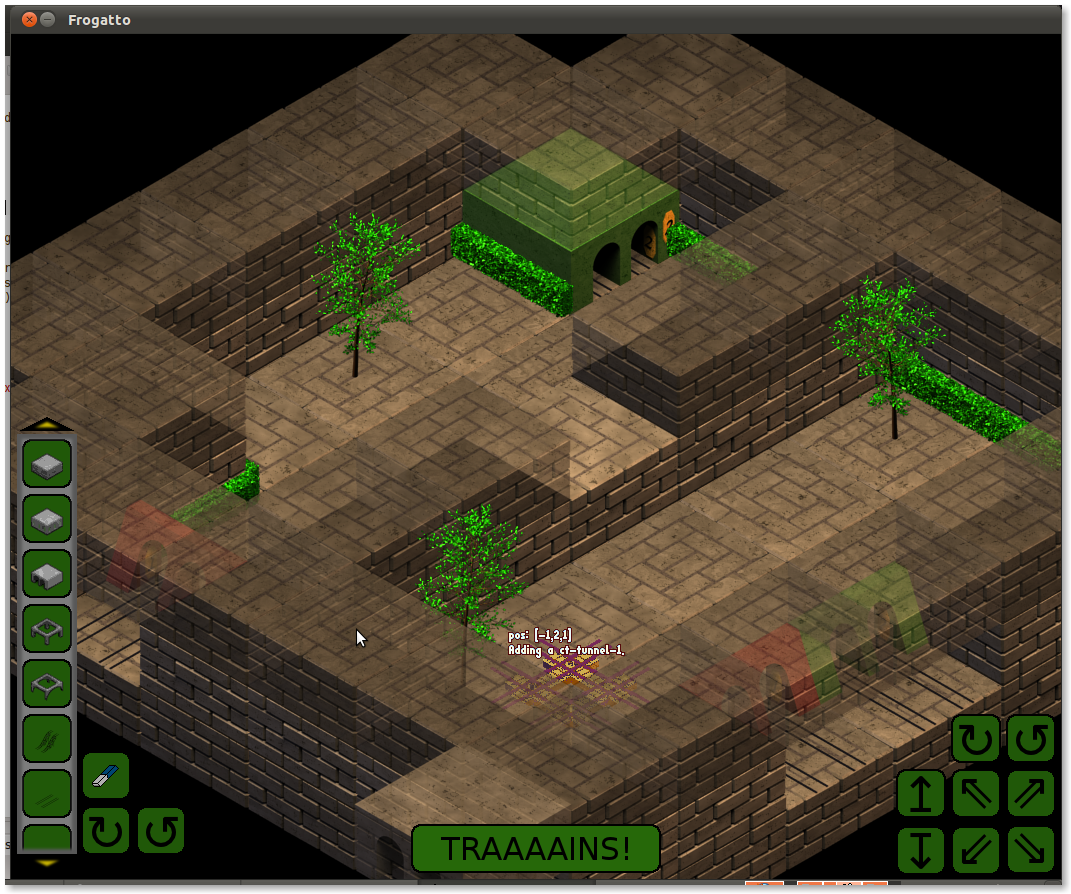 Frogatto
pos: [-1,2,1]
Adding a ct-tunnel-1.
TRAAAAINS!